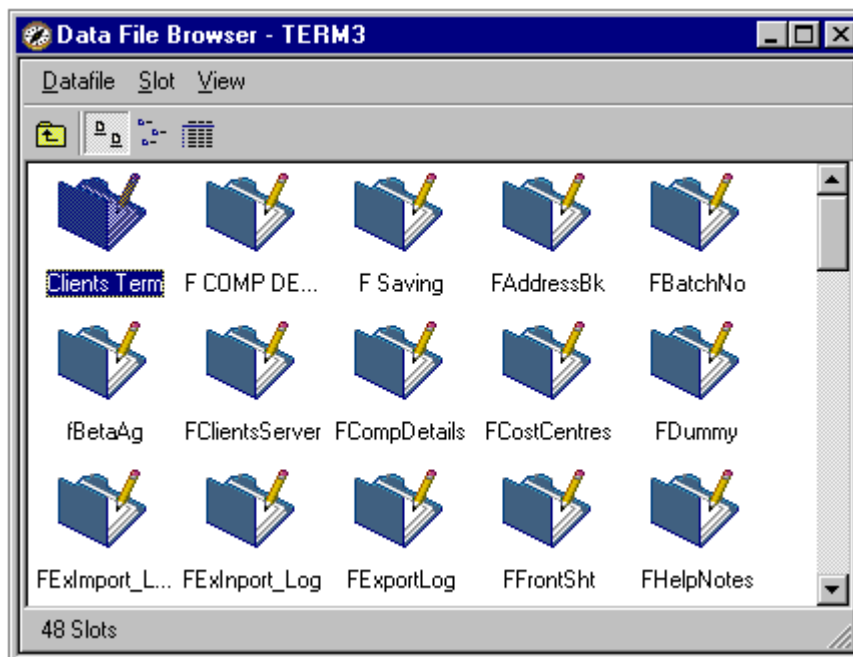 Data File Browser - TERM3
Datafile Slot View
Clients Term F COMP DE... F Saving FAddressBk FBatchNo
fBetaAg FClientsServer FCompDetails FCostCentres FDummy
FExImport_L... FExInport_Log FExportLog FFrontSht FHelpNotes
48 Slots